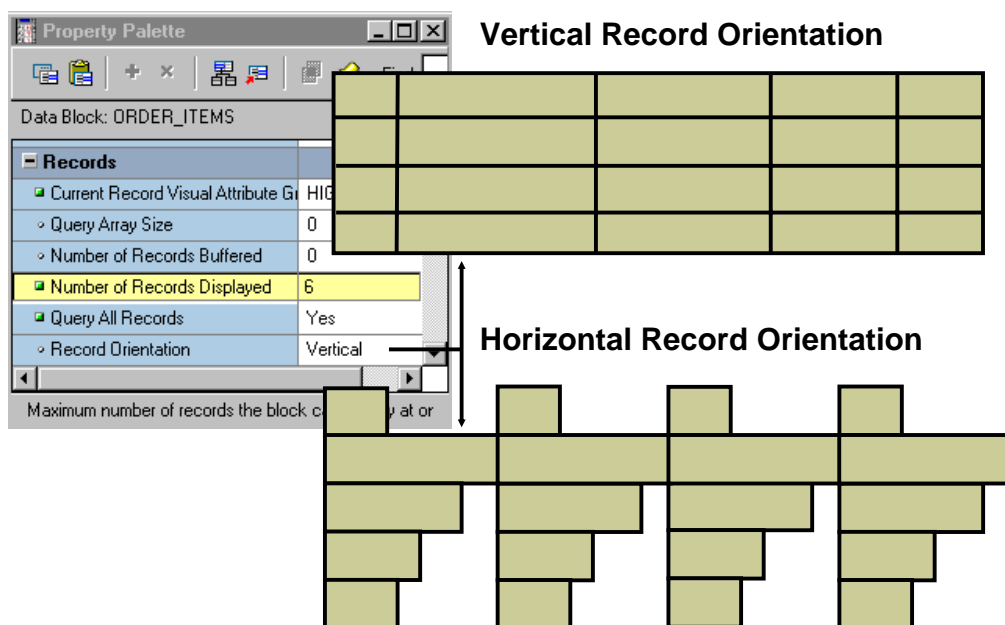 Property Palette
Vertical Record Orientation
Data Block: ORDER_ITEMS
Records
Current Record Visual Attribute
Query Array Size 0
Number of Records Buffered 0
Number of Records Displayed 6
Query All Records Yes
Record Orientation Vertical
Horizontal Record Orientation
Maximum number of records the block at or